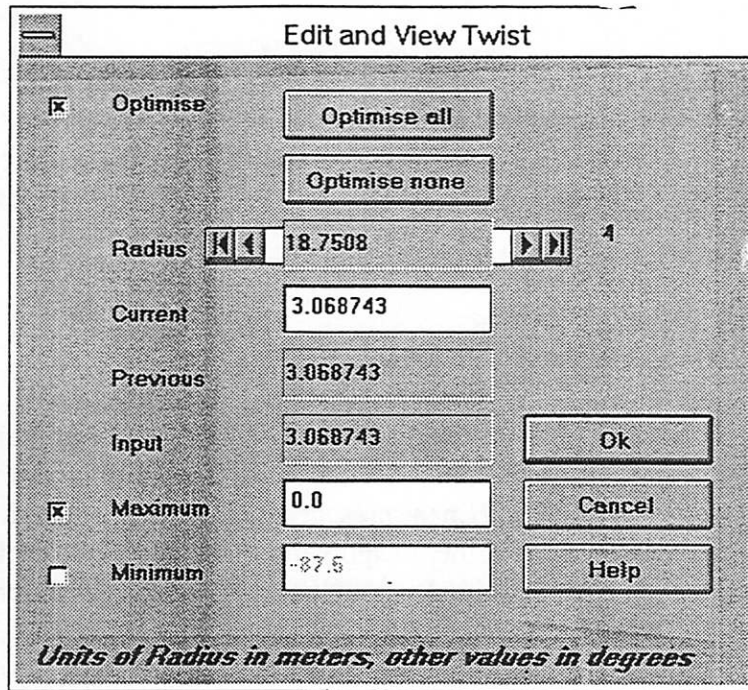 Edit and View Twist
Optimise Optimise all
Optimise none
Radius 18.7508 4
Current 3.068743
Previous 3.068743
Input 3.068743 Ok
Maximum 0.0 Cancel
Minimum -87.5 Help
Units of Radius in meters, other values in degrees